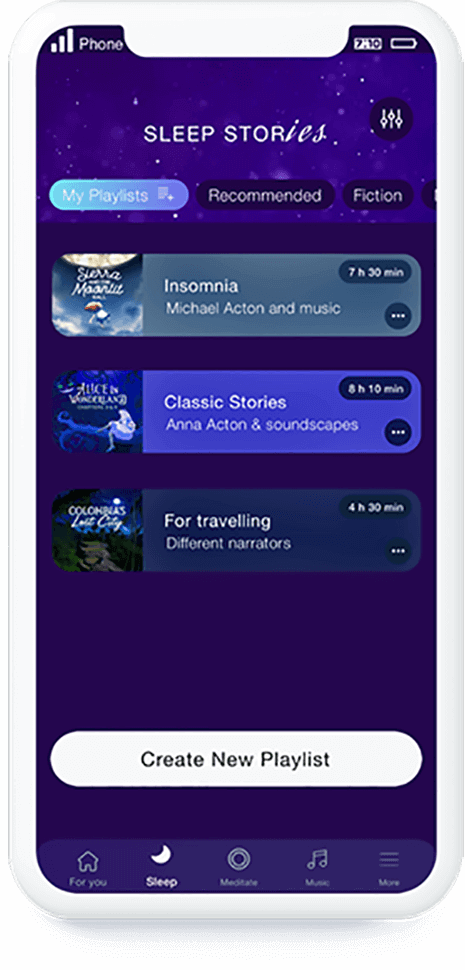 Phone
7:10
SLEEP STORies
My Playlists
Recommended
Fiction
Sierra
Moonlit
7 h 30 min
Insomnia
Michael Acton and music
ALICE IN
WONDERLAND
8 h 10 min
Classic Stories
Anna Acton & soundscapes
COLOMBIA'S
Lost City
4 h 30 min
For travelling
Different narrators
Create New Playlist
For you
Sleep
Meditate
Music
More